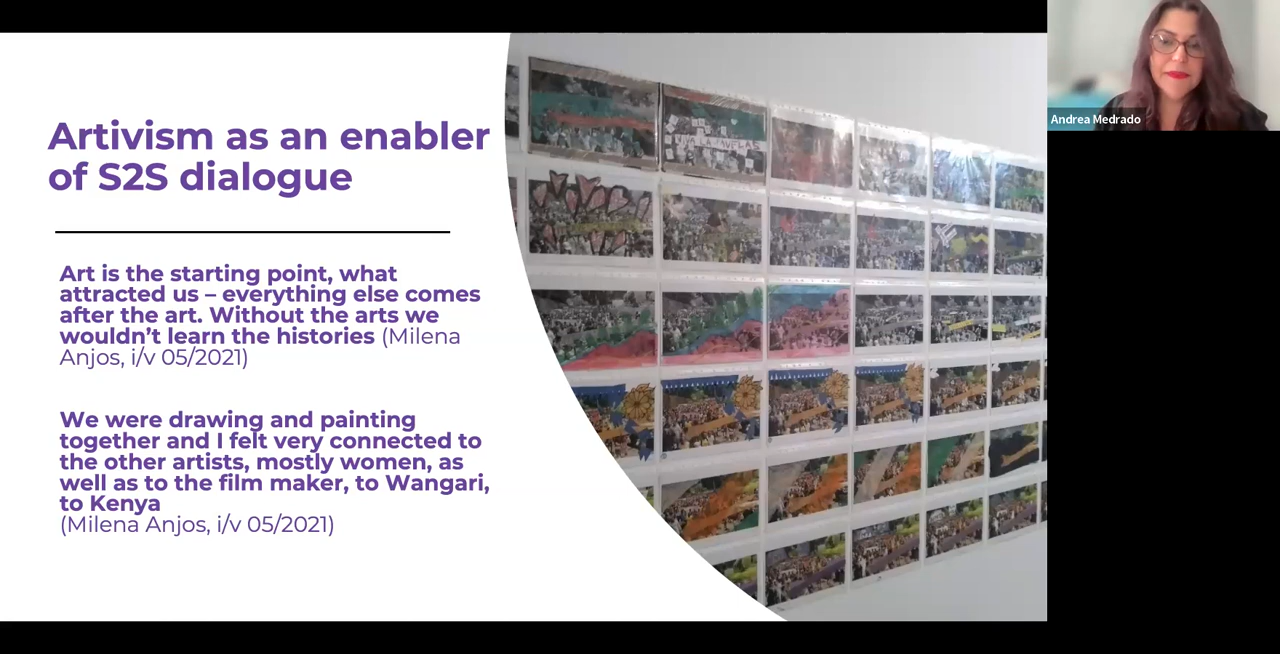 Artivism as an enabler
of S2S dialogue
Art is the starting point, what
attracted us – everything else comes
after the art. Without the arts we
wouldn’t learn the histories (Milena
Anjos, i/v 05/2021)
We were drawing and painting
together and I felt very connected to
the other artists, mostly women, as
well as to the film maker, to Wangari,
to Kenya
(Milena Anjos, i/v 05/2021)
VIVA LA FAVELAS
Andrea Medrado